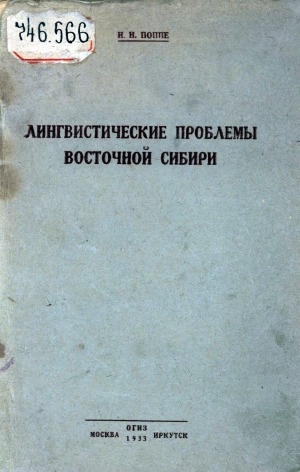 746.566
Н. Н. ПОППЕ
ЛИНГВИСТИЧЕСКИЕ ПРОБЛЕМЫ
ВОСТОЧНОЙ СИБИРИ
ОГИЗ
МОСКВА 1933 ИРКУТСК